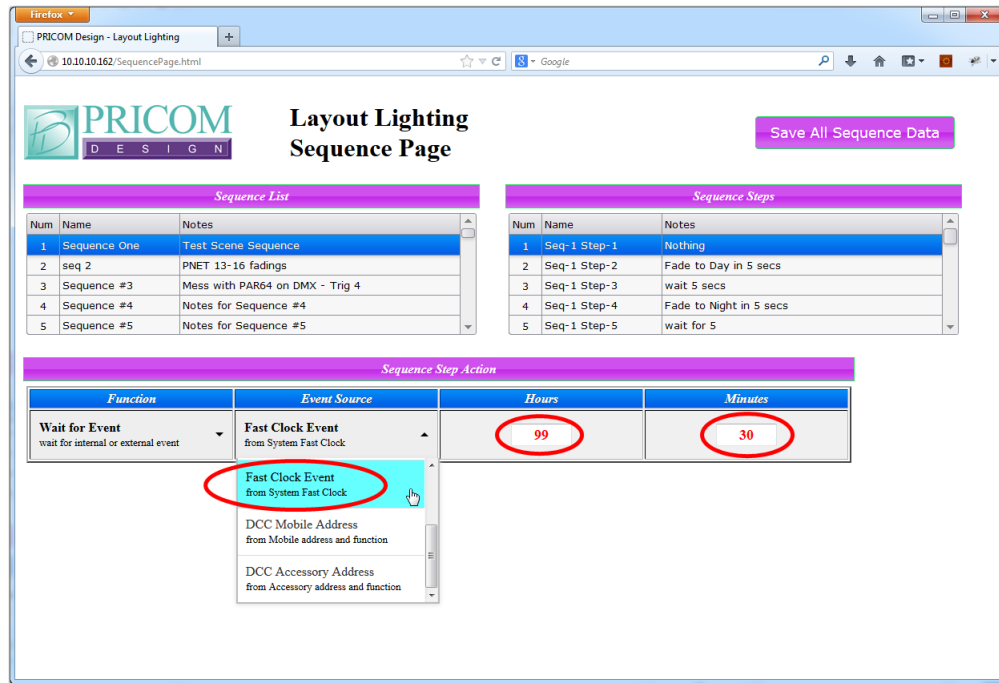 Firefox
PRICOM Design - Layout Lighting
10.10.10.162/SequencePage.html
Google
PRICOM
DESIGN
Layout Lighting
Sequence Page
Save All Sequence Data
Sequence List
Num Name Notes
1 Sequence One Test Scene Sequence
2 seq 2 PNET 13-16 fadings
3 Sequence #3 Mess with PAR64 on DMX - Trig 4
4 Sequence #4 Notes for Sequence #4
5 Sequence #5 Notes for Sequence #5
Sequence Steps
Num Name Notes
1 Seq-1 Step-1 Nothing
2 Seq-1 Step-2 Fade to Day in 5 secs
3 Seq-1 Step-3 wait 5 secs
4 Seq-1 Step-4 Fade to Night in 5 secs
5 Seq-1 Step-5 wait for 5
Sequence Step Action
Function Event Source Hours Minutes
Wait for Event
wait for internal or external event
Fast Clock Event
from System Fast Clock
99
30
Fast Clock Event
from System Fast Clock
DCC Mobile Address
from Mobile address and function
DCC Accessory Address
from Accessory address and function